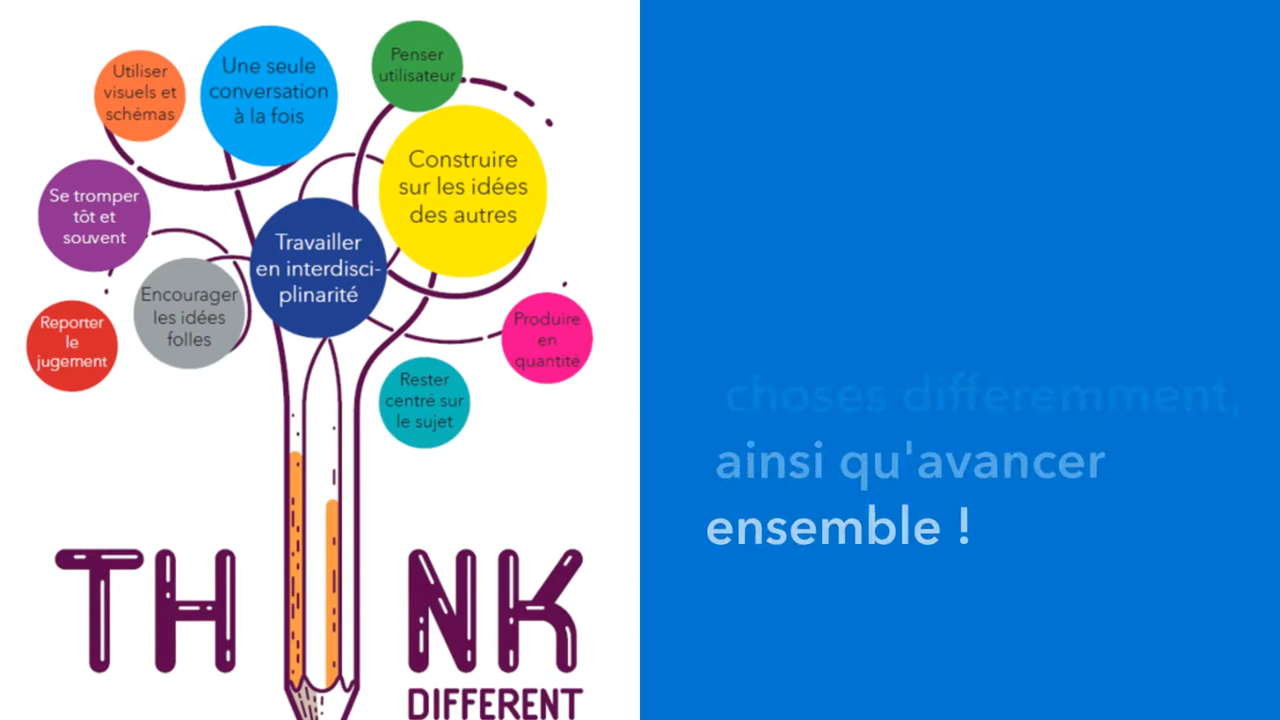 Utiliser
visuels et
schémas
Une seule
conversation
à la fois
Penser
utilisateur
Construire
sur les idées
des autres
Se tromper
tôt et
souvent
Travailler
en interdisci-
plinarité
Encourager
les idées
folles
Reporter
le
jugement
Produire
en
quantité
Rester
centré sur
le sujet
TH NK
DIFFERENT
choses différemment,
ainsi qu'avancer
ensemble !